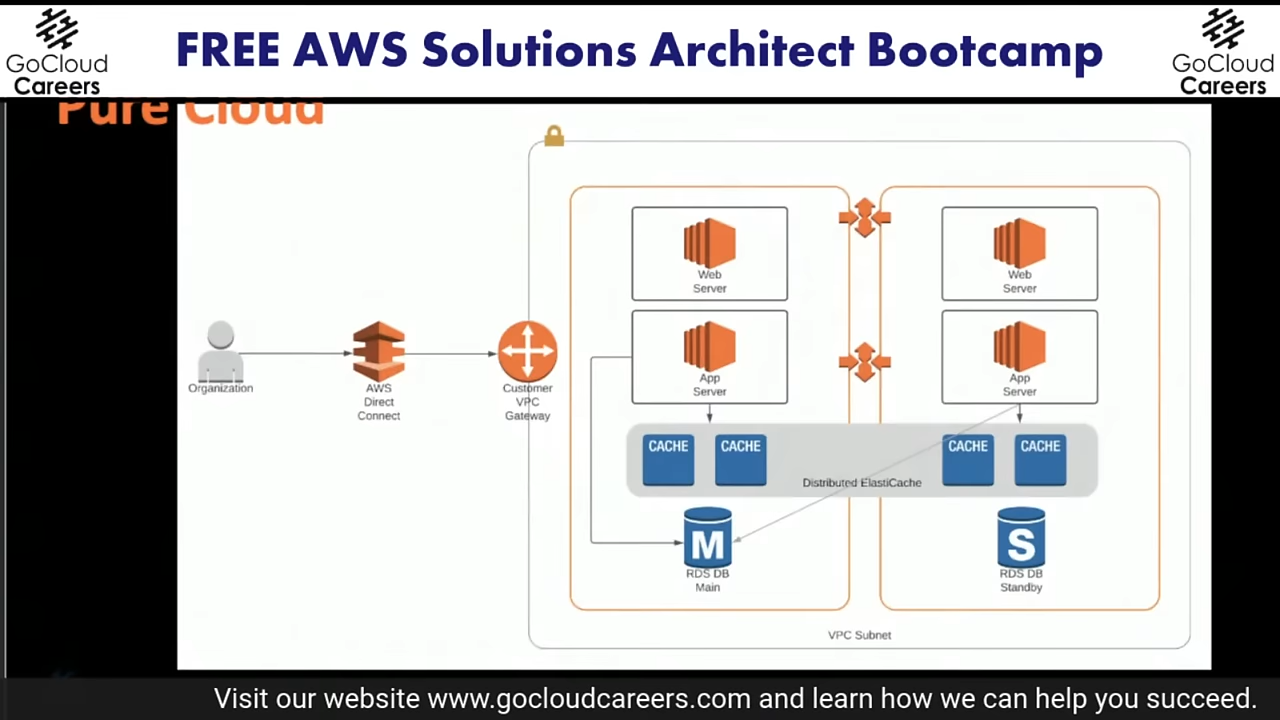 GoCloud
Careers
FREE AWS Solutions Architect Bootcamp
GoCloud
Careers
Pure Cloud
Web
Server
Web
Server
App
Server
App
Server
Organization
AWS
Direct
Connect
Customer
VPC
Gateway
CACHE
CACHE
CACHE
CACHE
Distributed ElastiCache
M
S
RDS DB
Main
RDS DB
Standby
VPC Subnet
Visit our website www.gocloudcareers.com and learn how we can help you succeed.